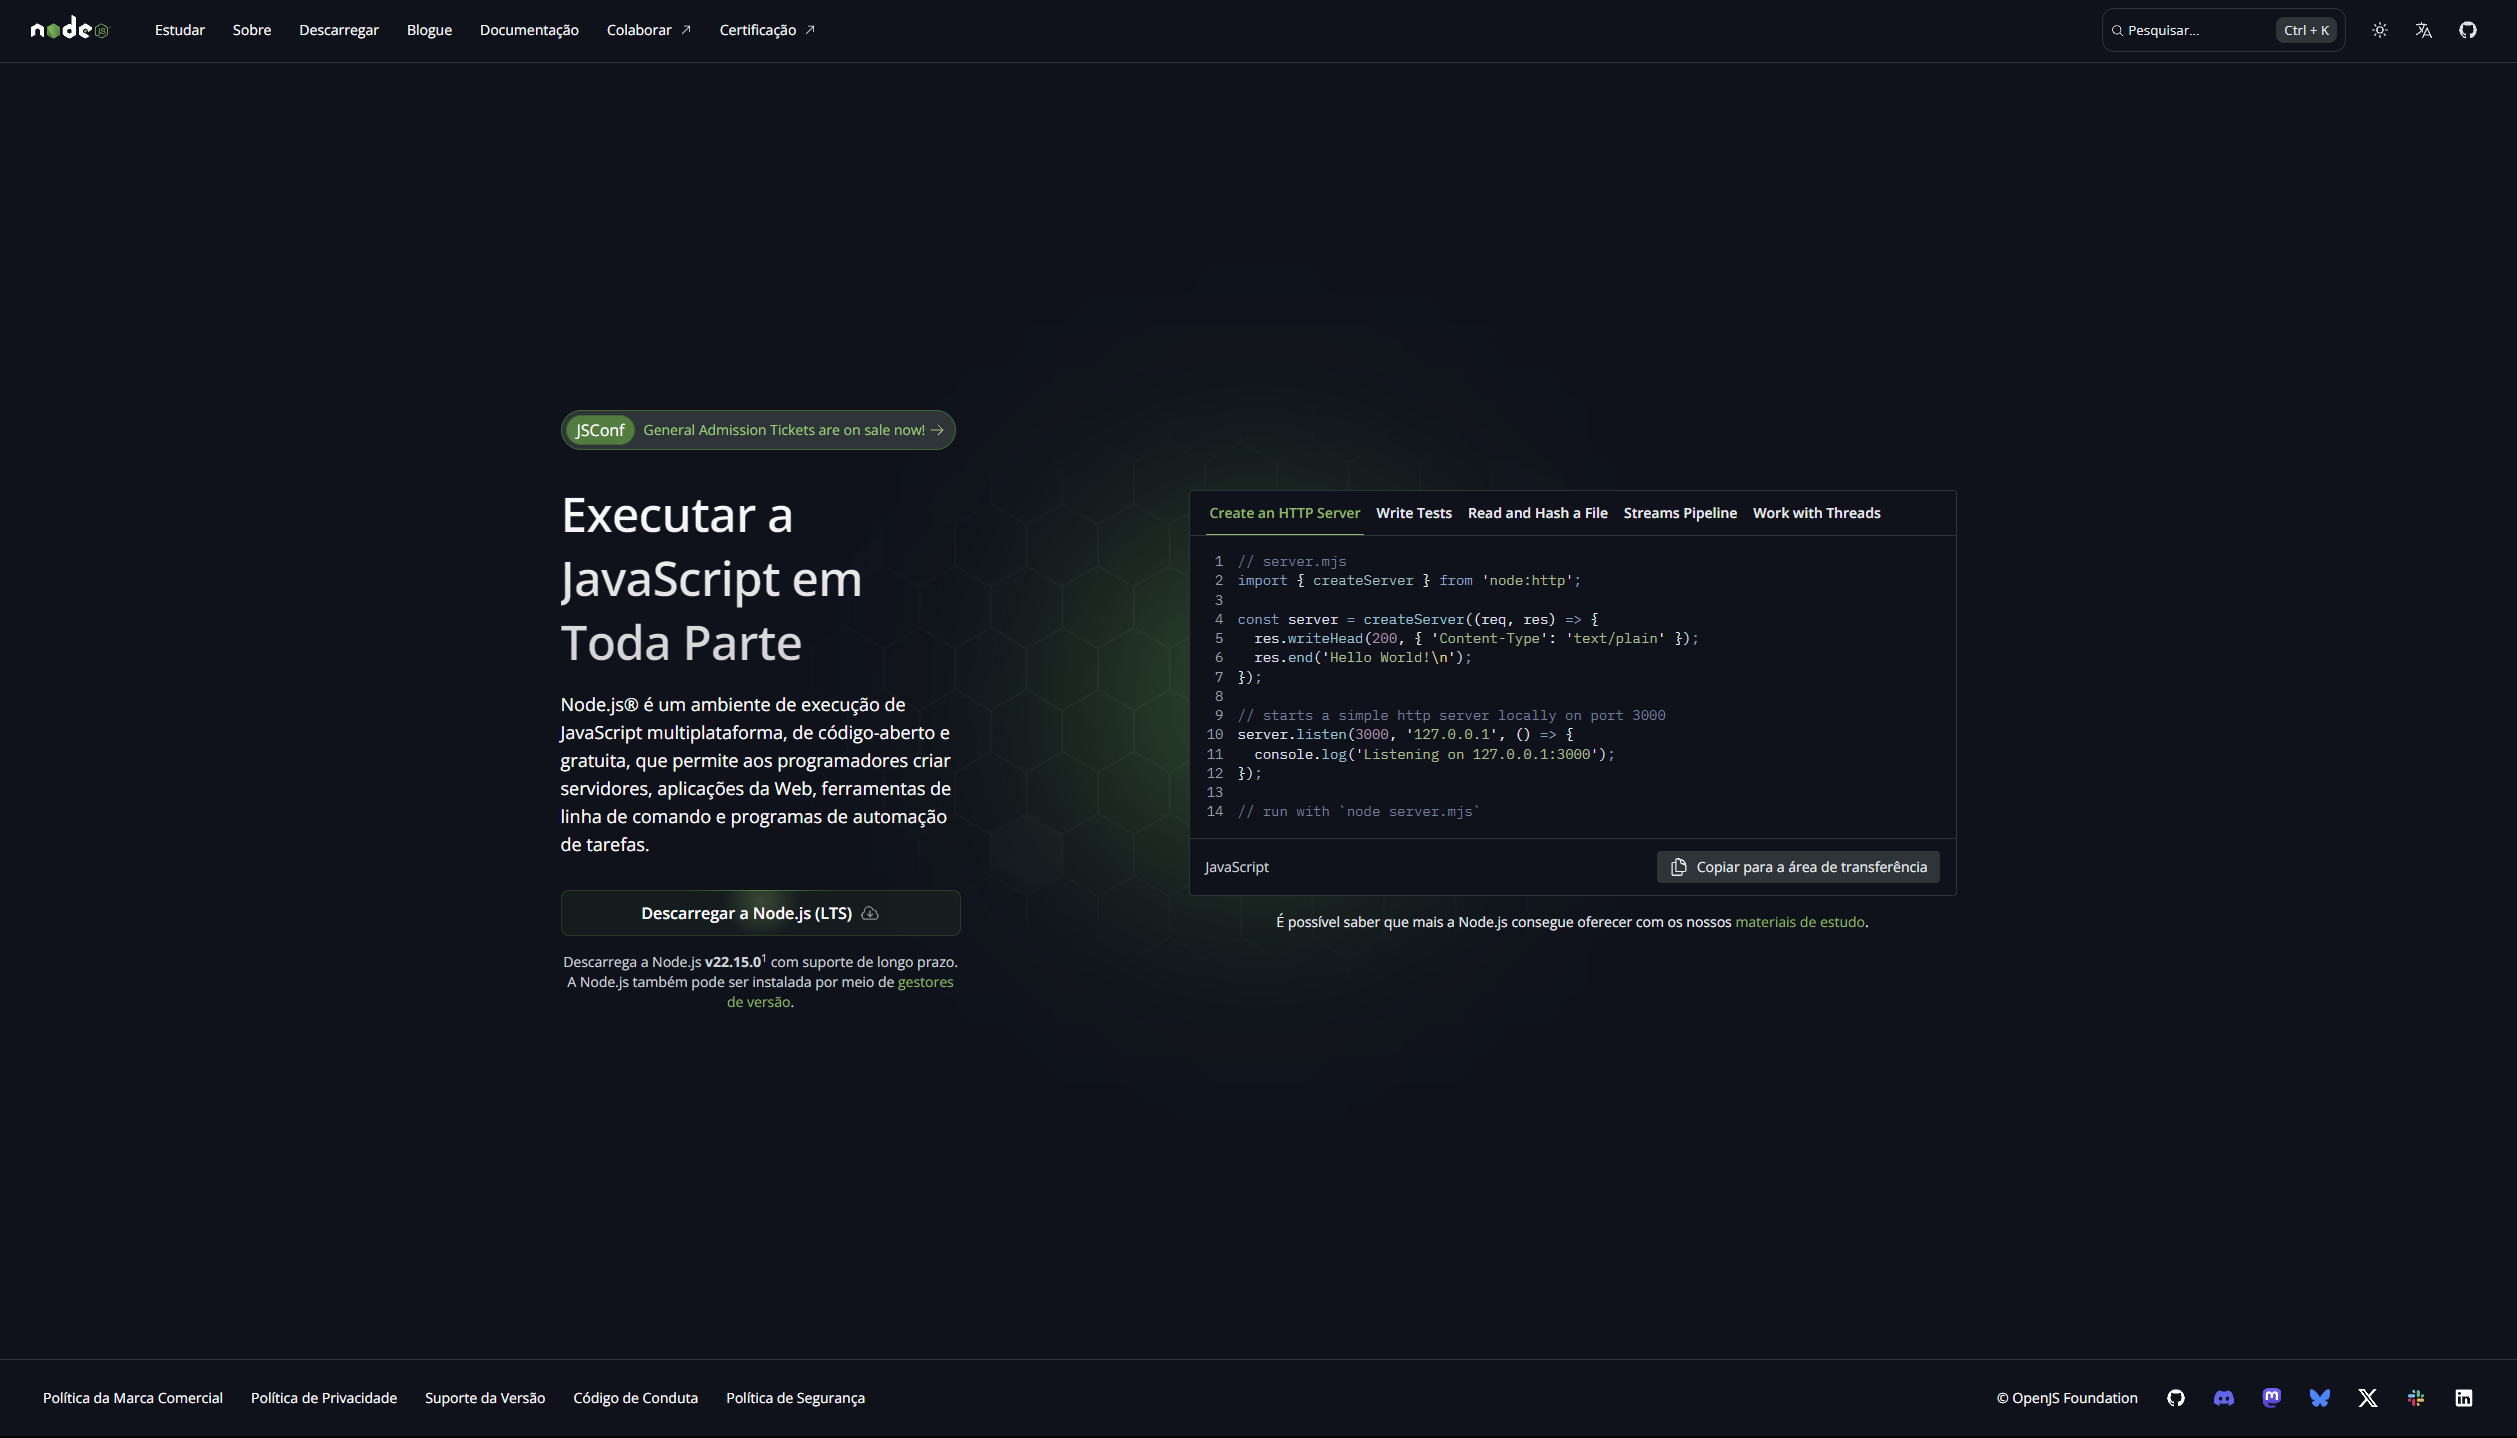 node JS
Estudar
Sobre
Descarregar
Blogue
Documentação
Colaborar
Certificação
Pesquisar...
Ctrl + K
JSConf General Admission Tickets are on sale now!
Executar a
JavaScript em
Toda Parte
Node.js® é um ambiente de execução de
JavaScript multiplataforma, de código-aberto e
gratuita, que permite aos programadores criar
servidores, aplicações da Web, ferramentas de
linha de comando e programas de automação
de tarefas.
Descarregar a Node.js (LTS)
Descarrega a Node.js v22.15.0¹ com suporte de longo prazo.
A Node.js também pode ser instalada por meio de gestores
de versão.
Create an HTTP Server
Write Tests
Read and Hash a File
Streams Pipeline
Work with Threads
1 // server.mjs
2 import { createServer } from 'node:http';
3
4 const server = createServer((req, res) => {
5   res.writeHead(200, { 'Content-Type': 'text/plain' });
6   res.end('Hello World!\n');
7 });
8
9 // starts a simple http server locally on port 3000
10 server.listen(3000, '127.0.0.1', () => {
11   console.log('Listening on 127.0.0.1:3000');
12 });
13
14 // run with `node server.mjs`
JavaScript
Copiar para a área de transferência
É possível saber que mais a Node.js consegue oferecer com os nossos materiais de estudo.
Política da Marca Comercial
Política de Privacidade
Suporte da Versão
Código de Conduta
Política de Segurança
© OpenJS Foundation